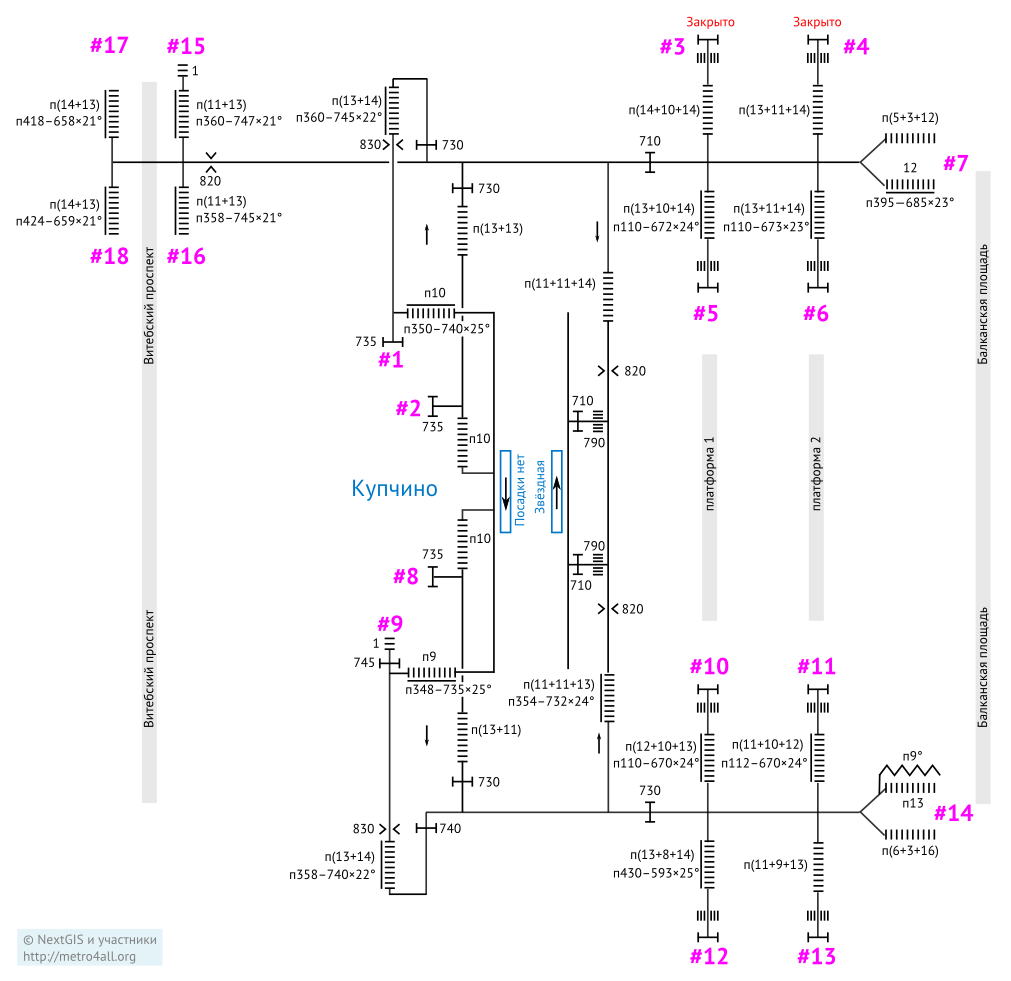 Закрыто
Закрыто
#17
#15
#3
#4
1
п(14+13)
п418–658×21°
п(11+13)
п360–747×21°
п(13+14)
п360–745×22°
п(14+10+14)
п(13+11+14)
п(5+3+12)
830
730
710
820
12
#7
п395–685×23°
730
п(14+13)
п424–659×21°
п(11+13)
п358–745×21°
п(13+13)
п(13+10+14)
п110–672×24°
п(13+11+14)
п110–673×23°
#18
#16
п(11+11+14)
п10
п350–740×25°
#5
#6
Витебский проспект
Балканская площадь
735
#1
820
#2
735
710
790
п10
Купчино
Посадки нет
Звёздная
платформа 1
платформа 2
п10
735
790
#8
710
#9
820
1
745
п9
п348–735×25°
п(11+11+13)
п354–732×24°
#10
#11
Витебский проспект
Балканская площадь
п(13+11)
п(12+10+13)
п110–670×24°
п(11+10+12)
п112–670×24°
п9°
730
730
п13
#14
830
740
п(13+14)
п358–740×22°
п(13+8+14)
п430–593×25°
п(11+9+13)
п(6+3+16)
#12
#13
© NextGIS и участники
http://metro4all.org